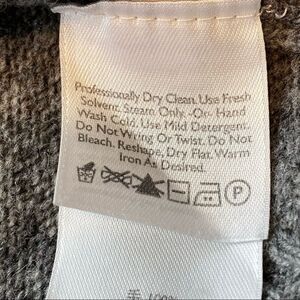 Professionally Dry Clean. Use Fresh
Solvent. Steam Only. -Or- Hand
Wash Cold. Use Mild Detergent.
Do Not Wring Or Twist. Do Not
Bleach. Reshape, Dry Flat. Warm
Iron As Desired.
P
100%